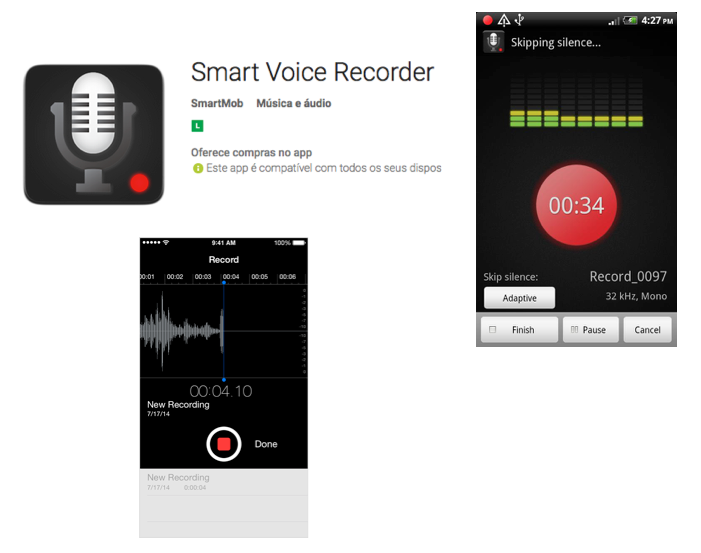 Smart Voice Recorder
SmartMob Música e áudio
L
Oferece compras no app
Este app é compatível com todos os seus dispos
4:27 PM
Skipping silence...
00:34
Skip silence:
Record_0097
Adaptive
32 kHz, Mono
Finish
Pause
Cancel
9:41 AM
100%
Record
00:01 00:02 00:03 00:04 00:05 00:06
00:04.10
New Recording
7/17/14
Done
New Recording
7/17/14 0:00:04